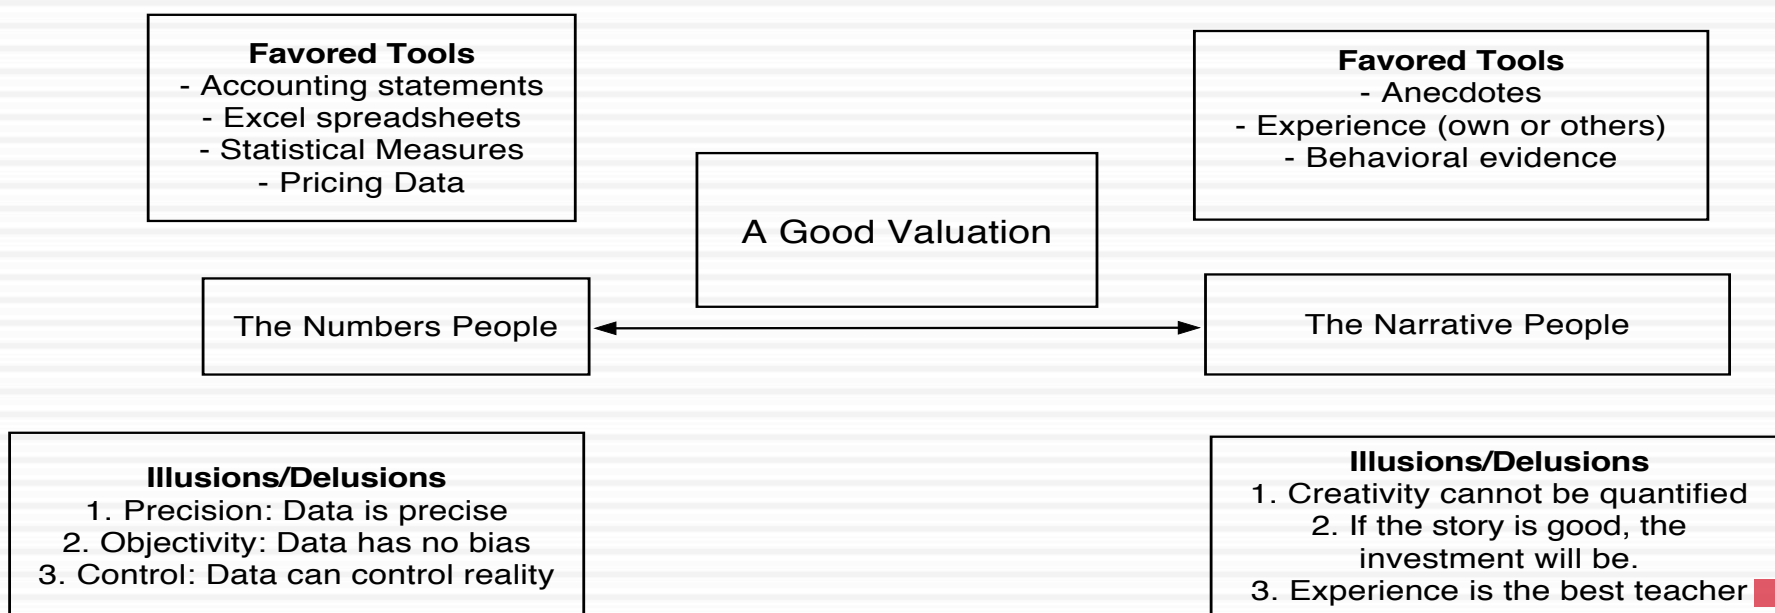 Favored Tools
- Accounting statements
- Excel spreadsheets
- Statistical Measures
- Pricing Data
Favored Tools
- Anecdotes
- Experience (own or others)
- Behavioral evidence
A Good Valuation
The Numbers People
The Narrative People
Illusions/Delusions
1. Precision: Data is precise
2. Objectivity: Data has no bias
3. Control: Data can control reality
Illusions/Delusions
1. Creativity cannot be quantified
2. If the story is good, the
investment will be.
3. Experience is the best teacher